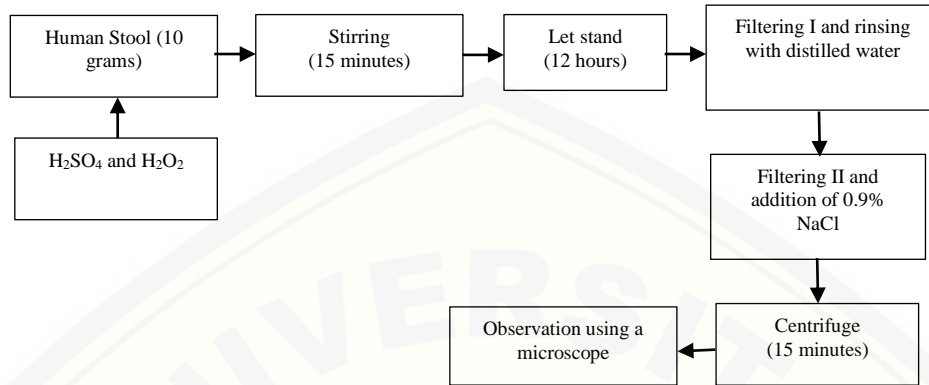 Human Stool (10
grams)
Stirring
(15 minutes)
Let stand
(12 hours)
Filtering I and rinsing
with distilled water
H₂SO₄ and H₂O₂
Filtering II and
addition of 0.9%
NaCl
Centrifuge
(15 minutes)
Observation using a
microscope